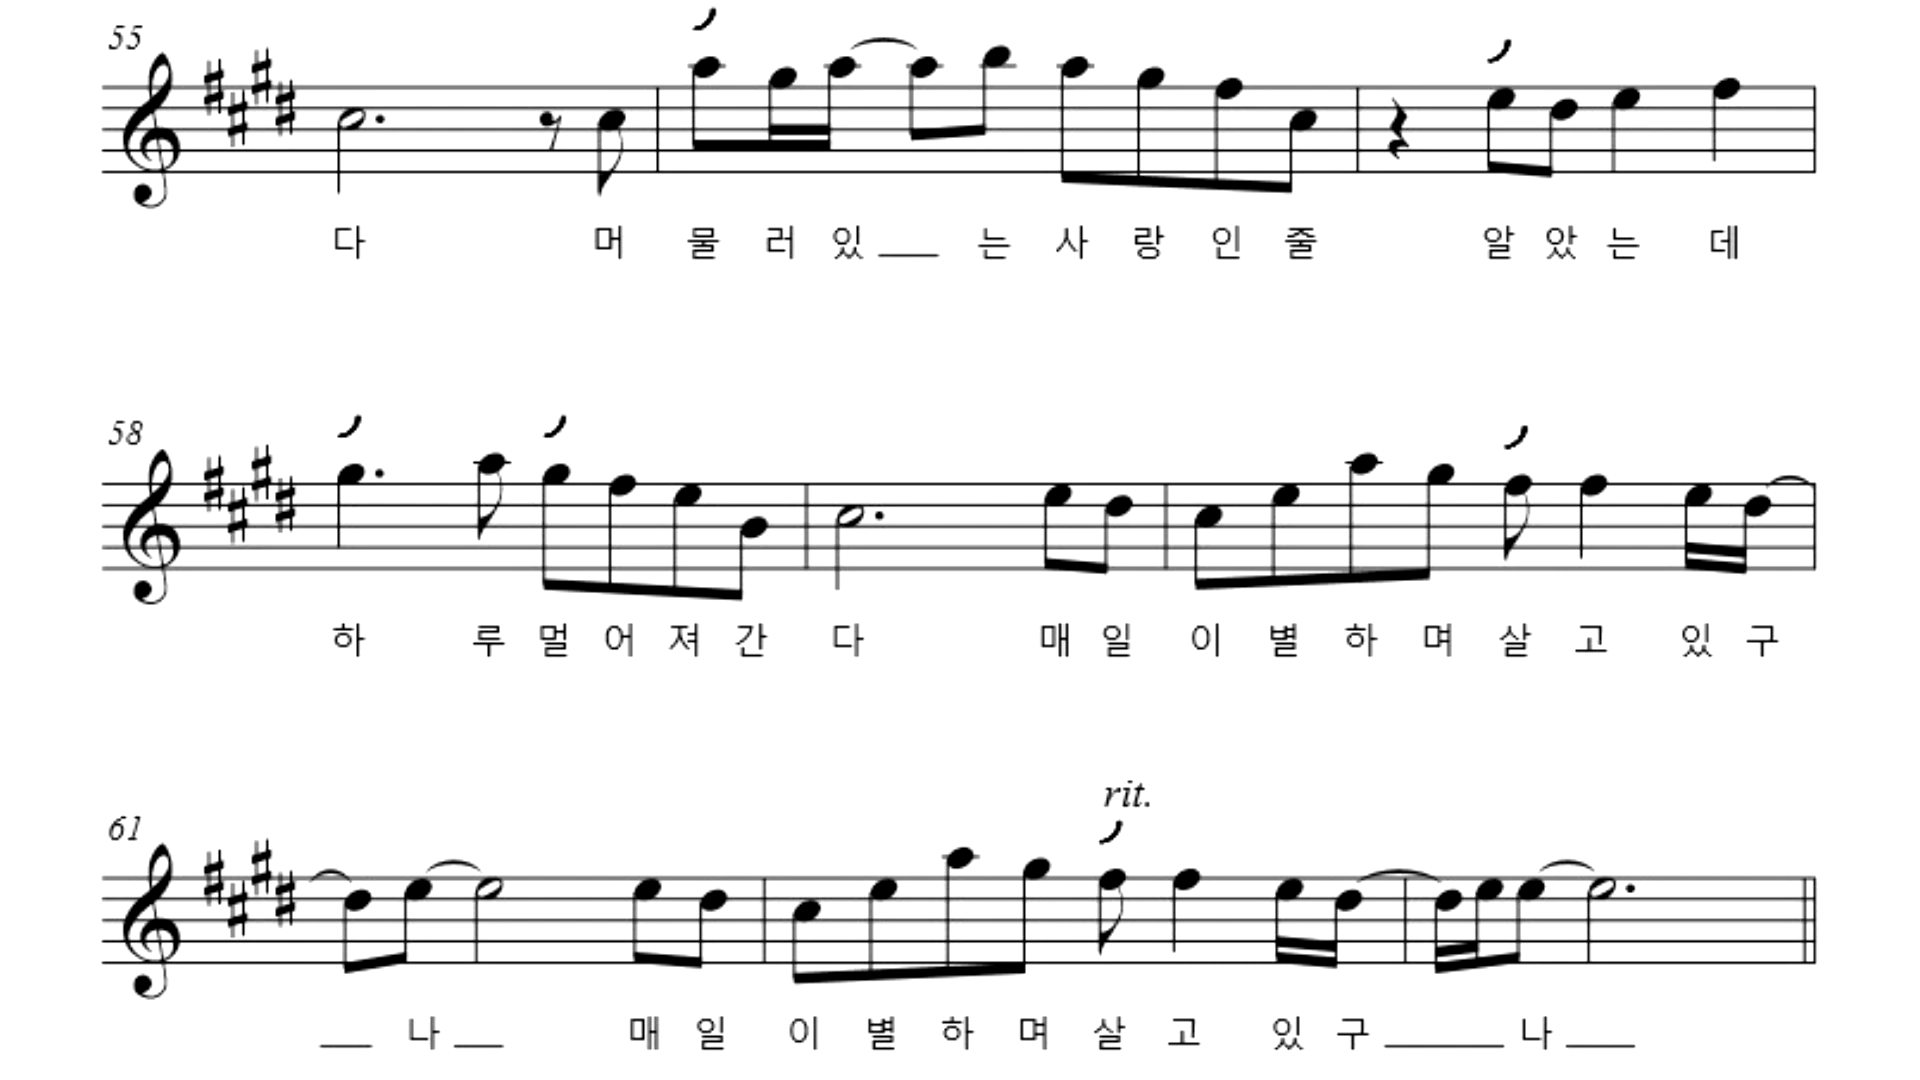 55
다 머 물 러 있 는 사 랑 인 줄 알 았 는 데
58
하 루 멀 어 져 간 다 매 일 이 별 하 며 살 고 있 구
rit.
61
나 매 일 이 별 하 며 살 고 있 구 나